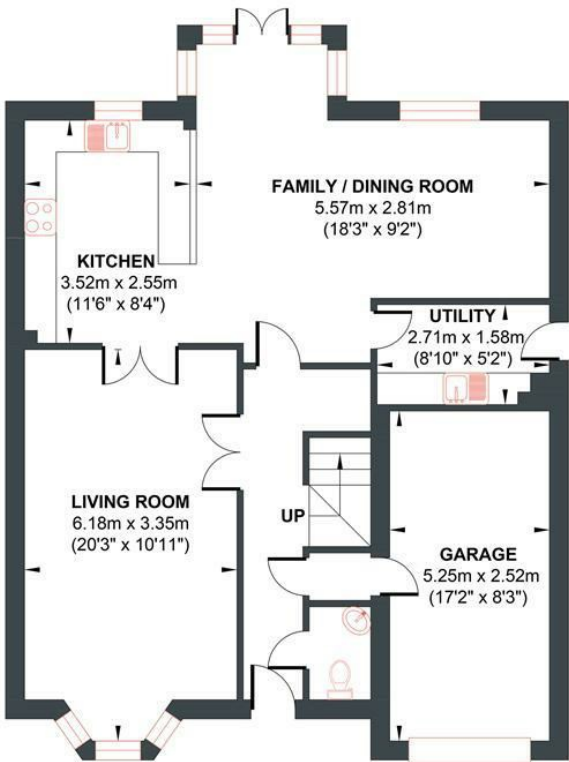 FAMILY / DINING ROOM
5.57m x 2.81m
(18'3" x 9'2")
KITCHEN
3.52m x 2.55m
(11'6" x 8'4")
UTILITY
2.71m x 1.58m
(8'10" x 5'2")
LIVING ROOM
6.18m x 3.35m
(20'3" x 10'11")
UP
GARAGE
5.25m x 2.52m
(17'2" x 8'3")